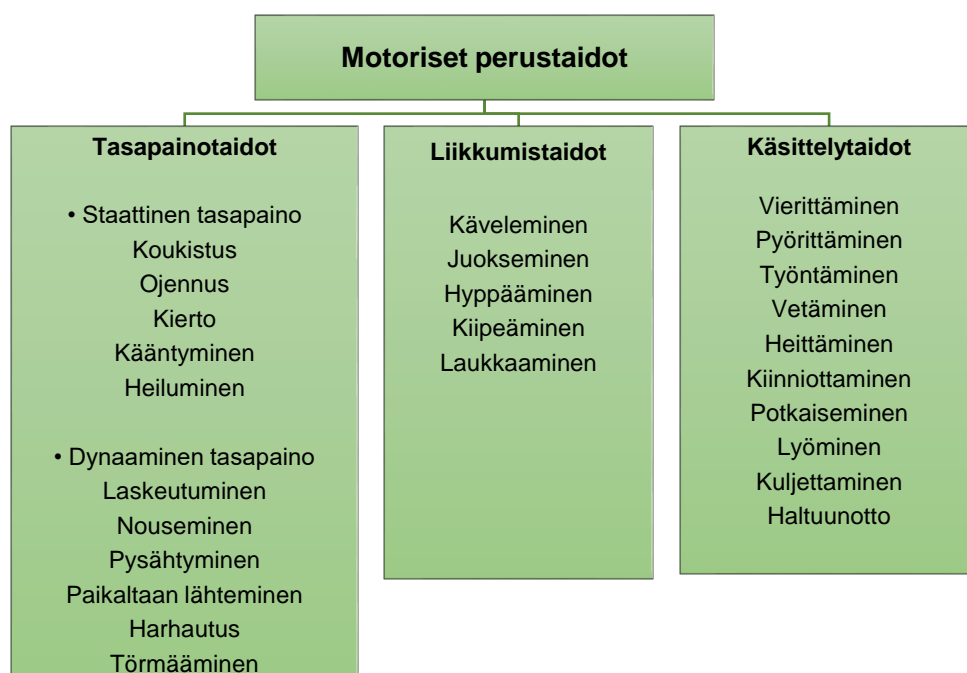 Motoriset perustaidot
Tasapainotaidot
• Staattinen tasapaino
Koukistus
Ojennus
Kierto
Kääntyminen
Heiluminen
• Dynaaminen tasapaino
Laskeutuminen
Nouseminen
Pysähtyminen
Paikaltaan lähteminen
Harhautus
Törmääminen
Liikkumistaidot
Käveleminen
Juokseminen
Hyppääminen
Kiipeäminen
Laukkaaminen
Käsittelytaidot
Vierittäminen
Pyörittäminen
Työntäminen
Vetäminen
Heittäminen
Kiinniottaminen
Potkaiseminen
Lyöminen
Kuljettaminen
Haltuunotto